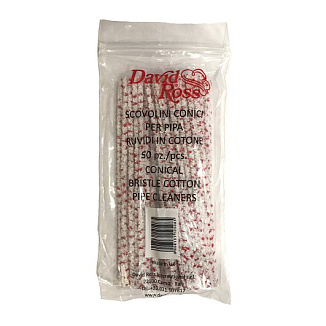 David
Ross
SCOVOLINI CONICI
PER PIPA
RUVIDI IN COTONE
50 pz./pcs.
CONICAL
BRISTLE COTTON
PIPE CLEANERS